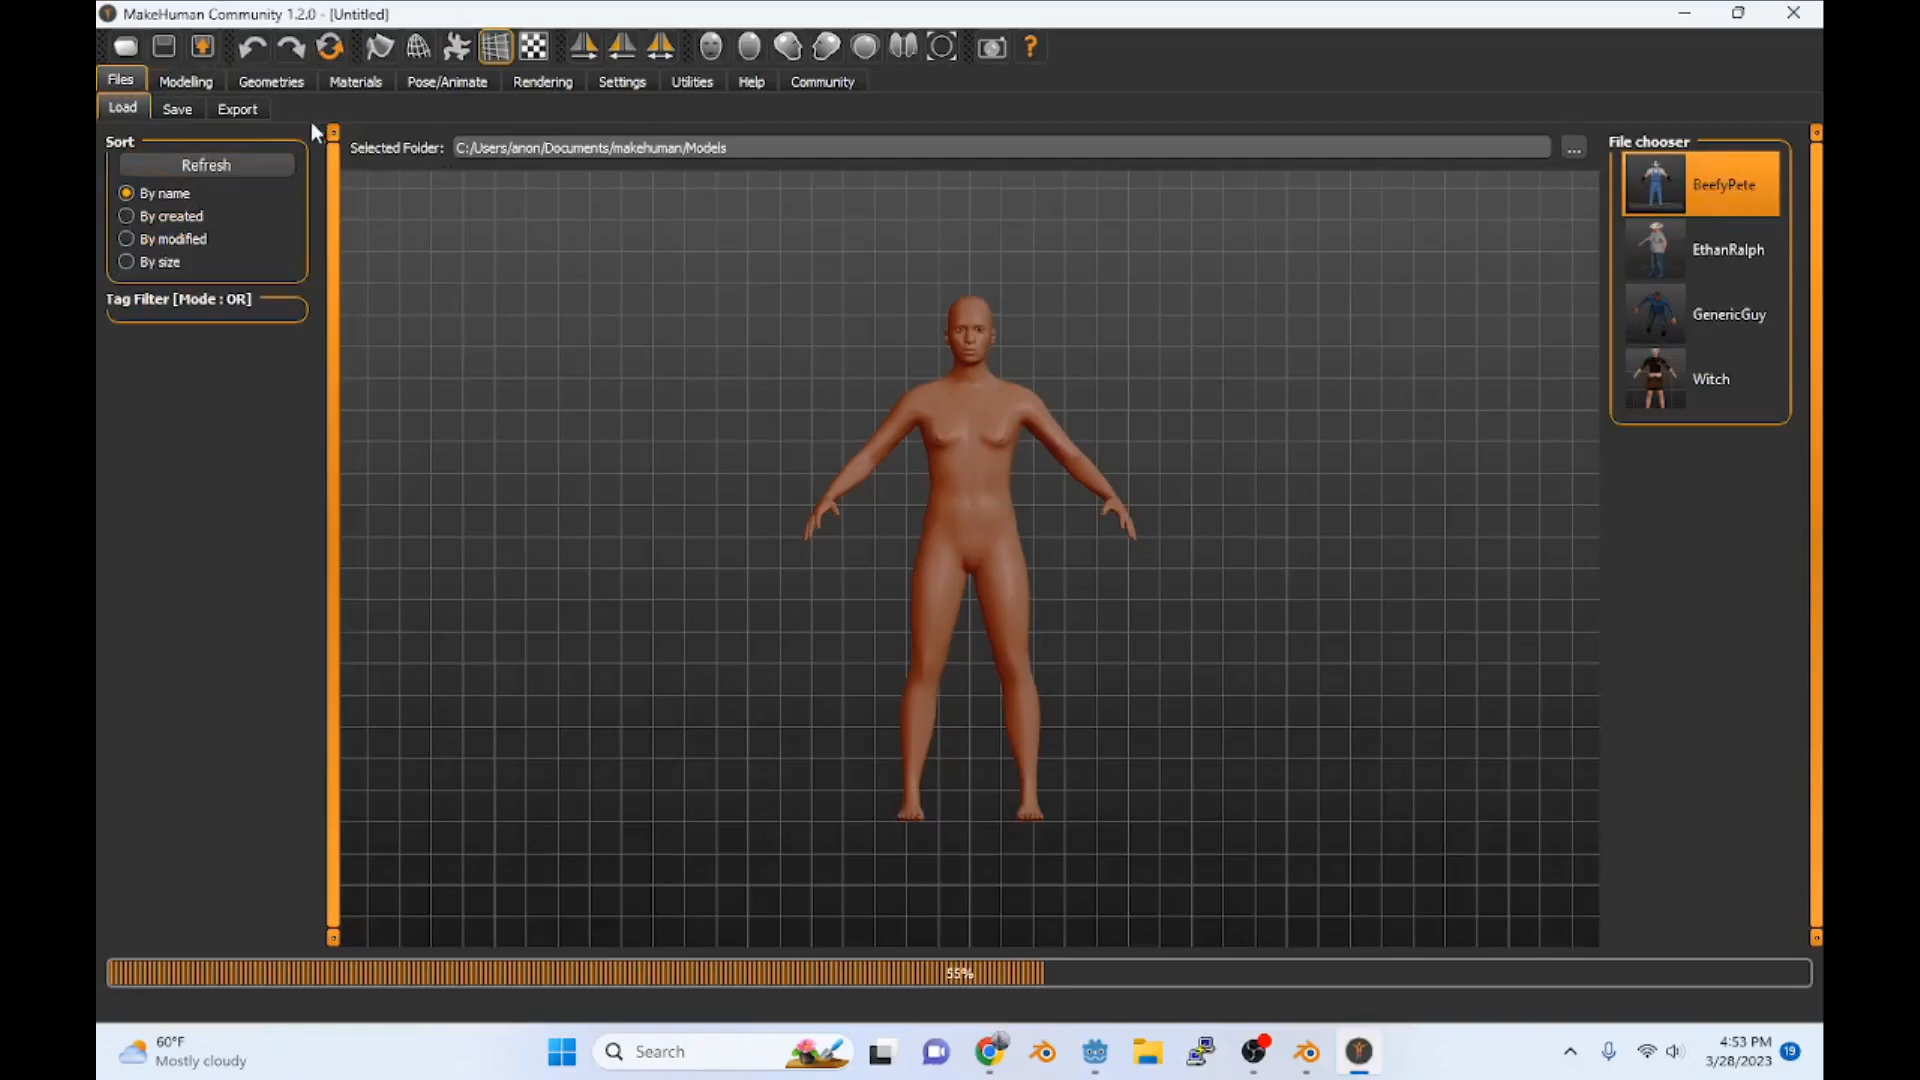 MakeHuman Community 1.2.0 - [Untitled]
Files Modelling Geometries Materials Pose/Animate Rendering Settings Utilities Help Community
Load Save Export
Sort
Refresh
By name
By created
By modified
By size
Tag Filter [Mode : OR]
Selected Folder: C:/Users/anon/Documents/makehuman/Models ...
File chooser
BeefyPete
EthanRalph
GenericGuy
Witch
55%
60°F
Mostly cloudy
Search
4:53 PM
3/28/2023
19